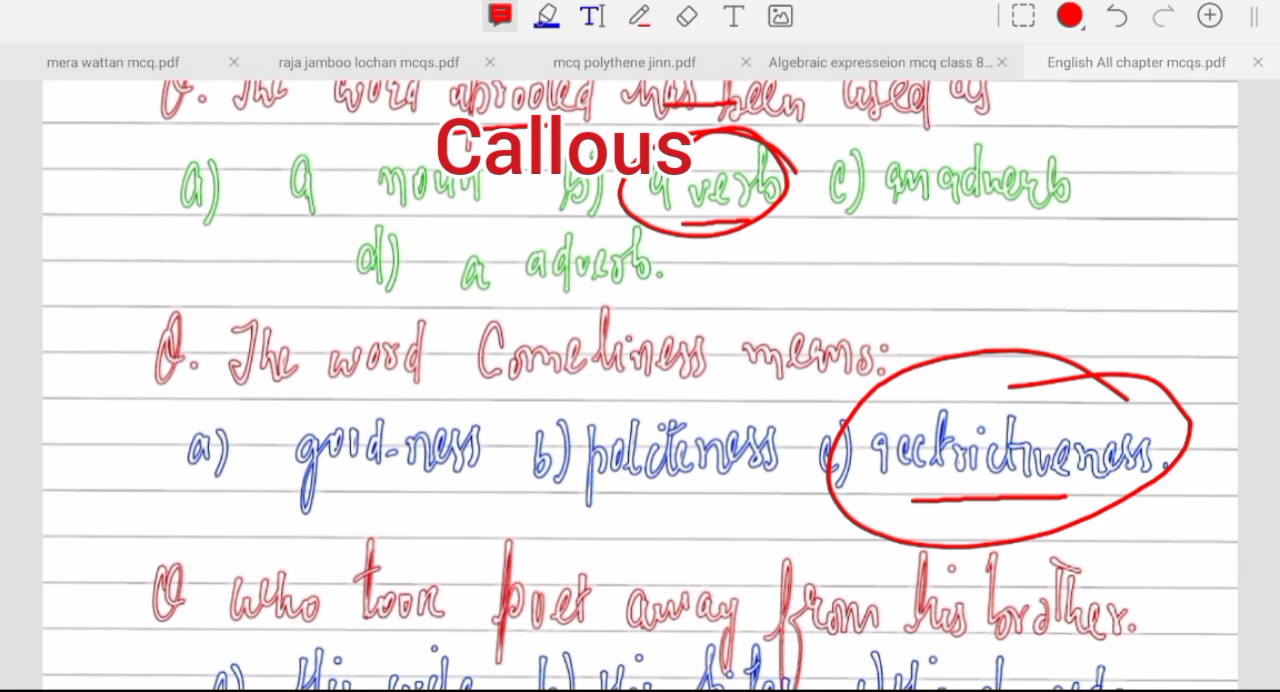 mera wattan mcq.pdf
raja jamboo lochan mcqs.pdf
mcq polythene jinn.pdf
Algebraic expresseion mcq class 8...
English All chapter mcqs.pdf
Q. The word uprooted has been used as
Callous
a) a noun b) a verb c) an adverb
d) a adverb.
Q. The word Comeliness means:
a) good-ness b) politeness c)
Q who took poet away from his brother.
a) b) c)